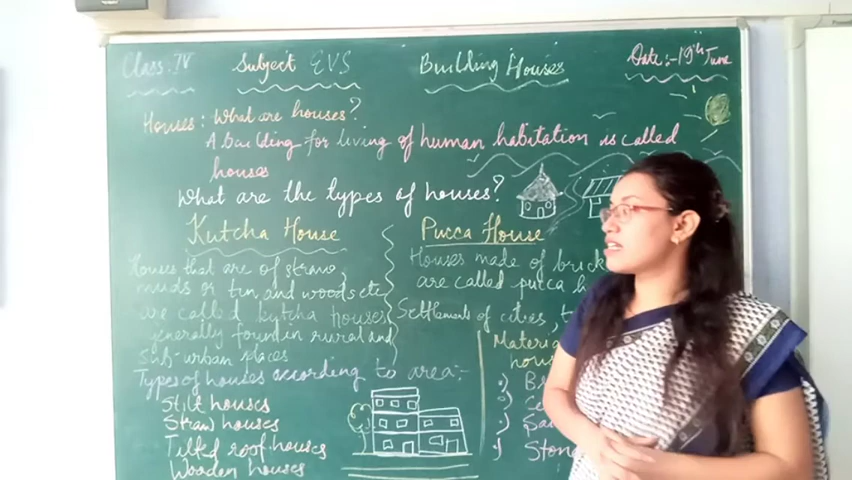 Class: IV Subject EVS Building Houses Date:-19th June
Houses: What are houses?
A building for living of human habitation is called
houses
What are the types of houses?
Kutcha House
Houses that are of straw,
muds or tin, and woods etc
are called kutcha houses
generally found in rural and
Sub-urban places
Pucca House
Houses made of brick
are called pucca h
Settlements of cities, t
Types of houses according to area:-
Stilt houses
Straw houses
Tilted roof houses
Wooden houses
Materia
hous
Br
Ce
Sa
Ston